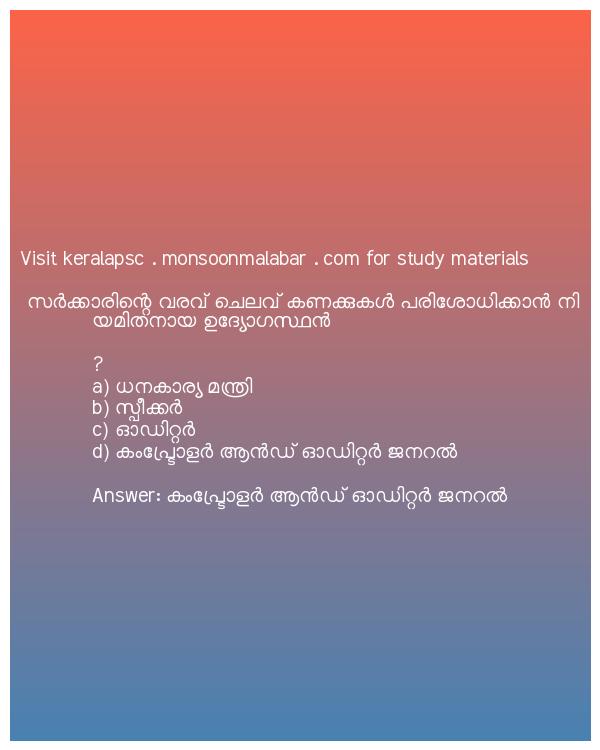 Visit keralapsc . monsoonmalabar . com for study materials
സർക്കാരിന്റെ വരവ് ചെലവ് കണക്കുകൾ പരിശോധിക്കാൻ നി
യമിതനായ ഉദ്യോഗസ്ഥൻ
?
a) ധനകാര്യ മന്ത്രി
b) സ്പീക്കർ
c) ഓഡിറ്റർ
d) കംപ്ട്രോളർ ആൻഡ് ഓഡിറ്റർ ജനറൽ
Answer: കംപ്ട്രോളർ ആൻഡ് ഓഡിറ്റർ ജനറൽ